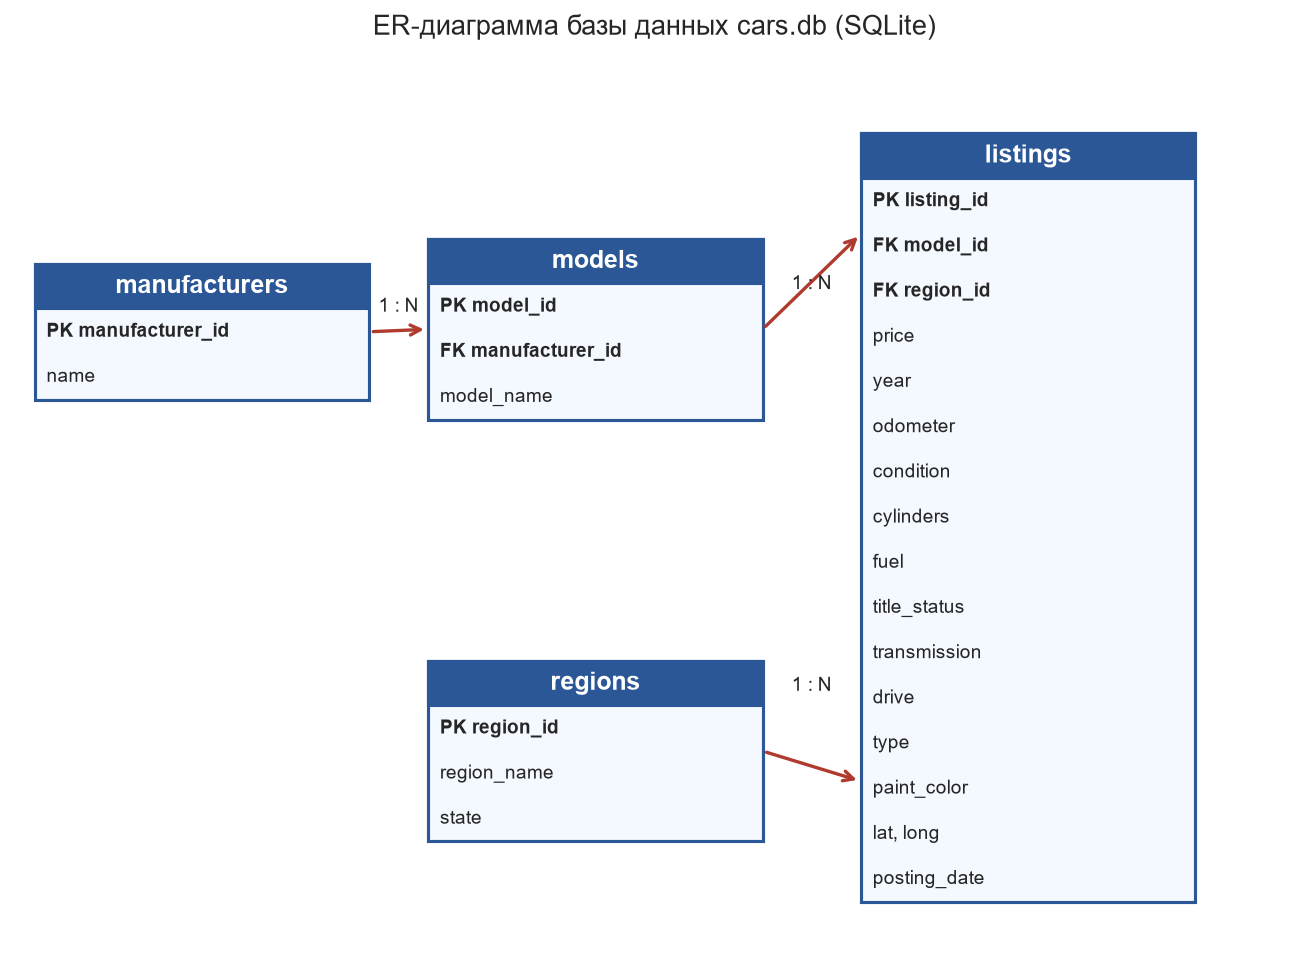 ER-диаграмма базы данных cars.db (SQLite)
manufacturers
PK manufacturer_id
name
1 : N
models
PK model_id
FK manufacturer_id
model_name
1 : N
regions
PK region_id
region_name
state
1 : N
listings
PK listing_id
FK model_id
FK region_id
price
year
odometer
condition
cylinders
fuel
title_status
transmission
drive
type
paint_color
lat, long
posting_date